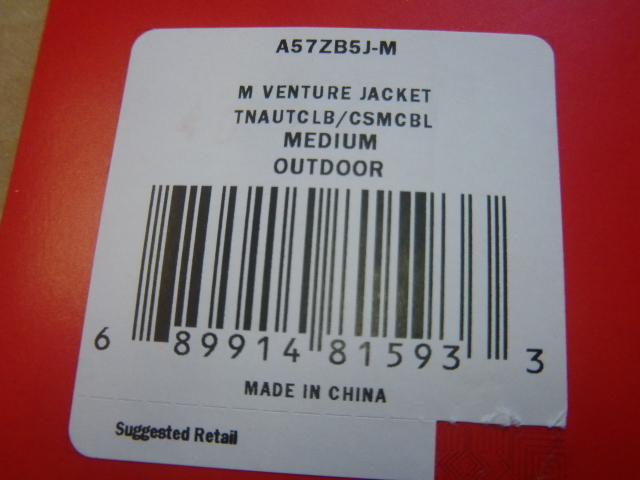 A57ZB5J-M
M VENTURE JACKET
TNAUTCLB/CSMCBL
MEDIUM
OUTDOOR
6 89914 81593 3
MADE IN CHINA
Suggested Retail